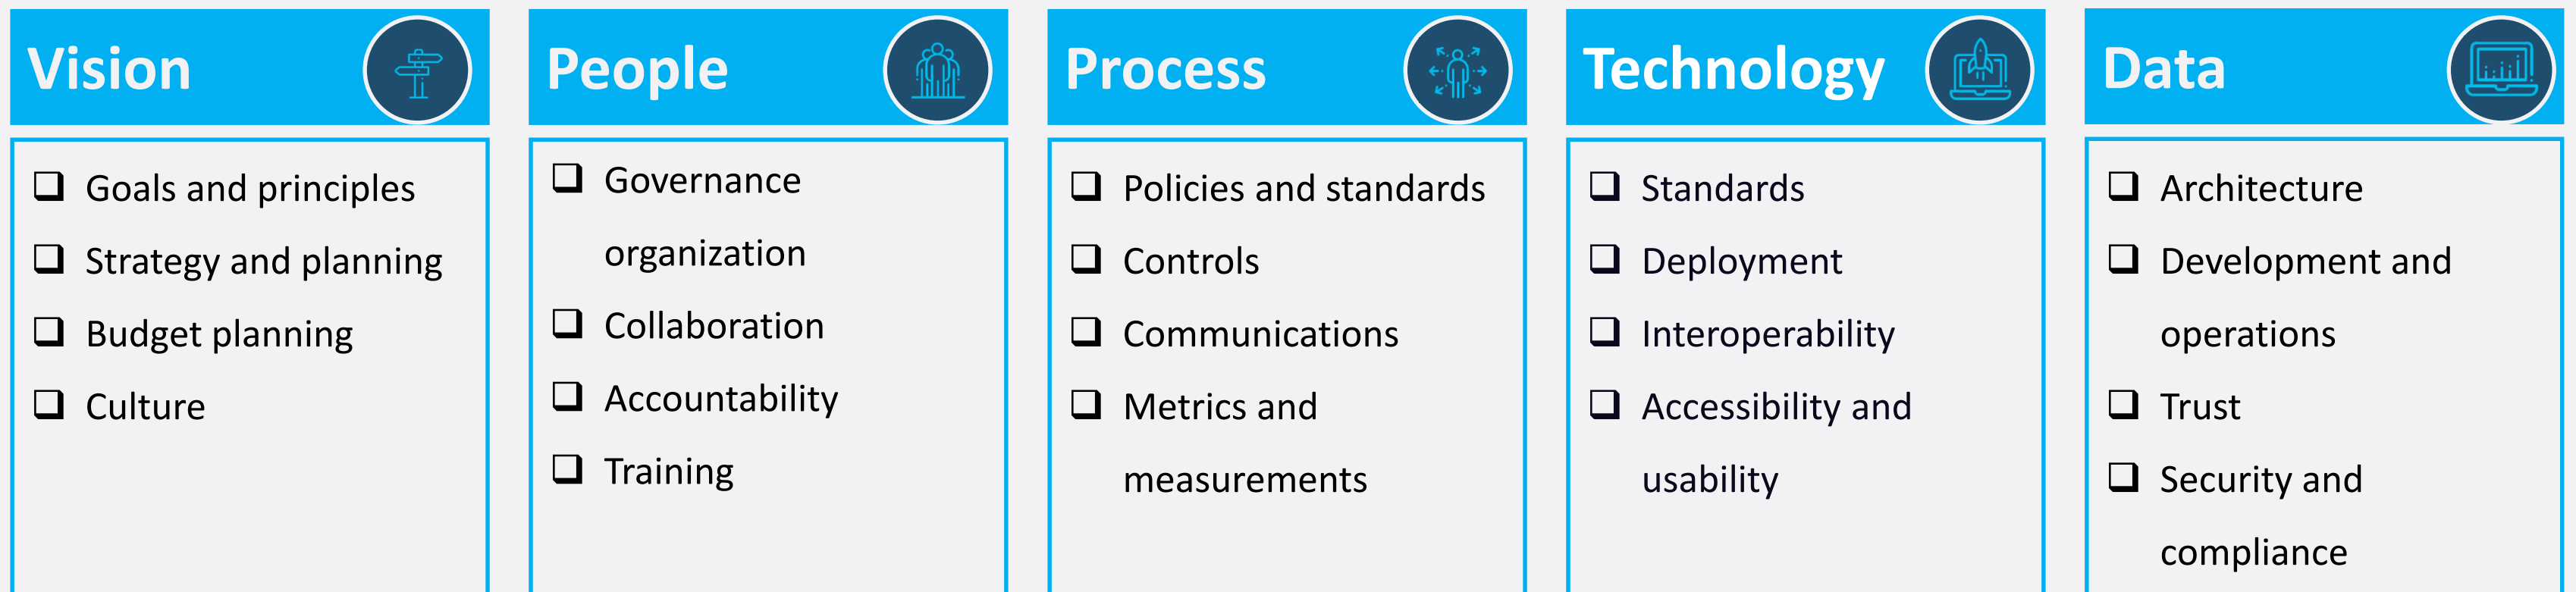 Vision
Goals and principles
Strategy and planning
Budget planning
Culture
People
Governance
organization
Collaboration
Accountability
Training
Process
Policies and standards
Controls
Communications
Metrics and
measurements
Technology
Standards
Deployment
Interoperability
Accessibility and
usability
Data
Architecture
Development and
operations
Trust
Security and
compliance